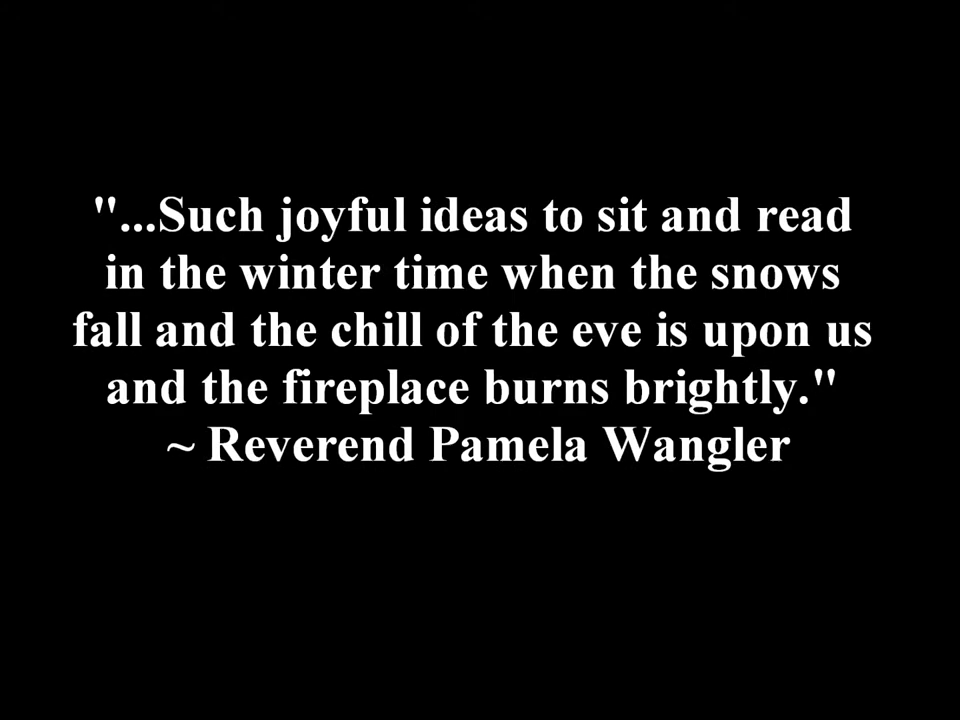 "...Such joyful ideas to sit and read
in the winter time when the snows
fall and the chill of the eve is upon us
and the fireplace burns brightly."
~ Reverend Pamela Wangler